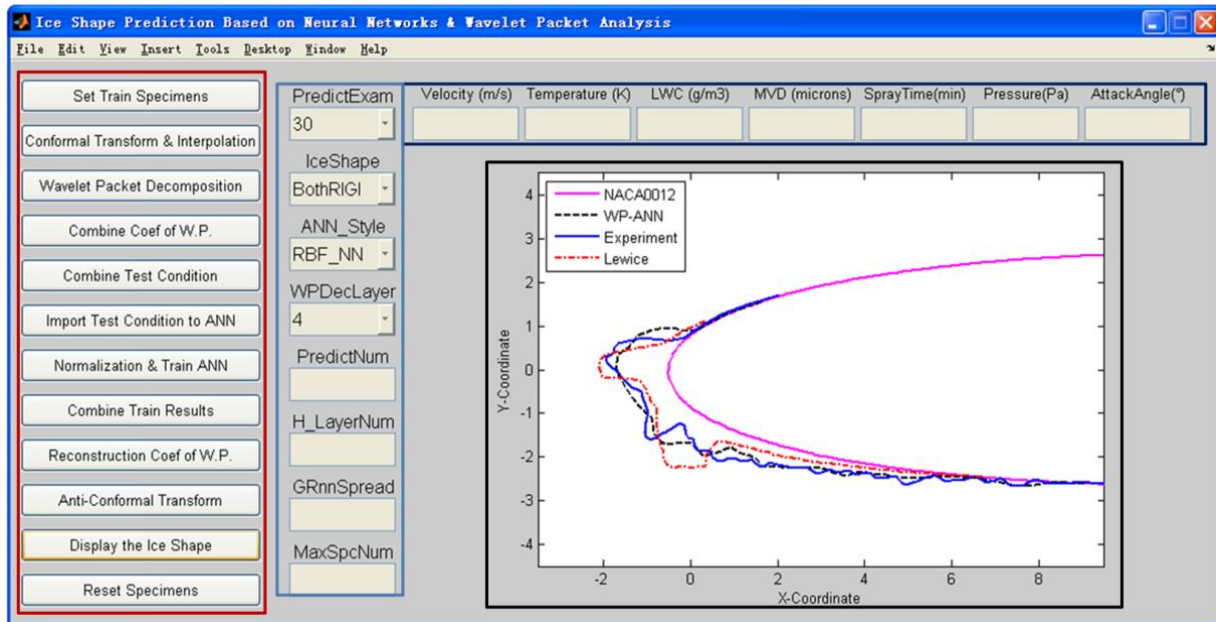 Ice Shape Prediction Based on Neural Networks & Wavelet Packet Analysis
File Edit View Insert Tools Desktop Window Help
Set Train Specimens
Conformal Transform & Interpolation
Wavelet Packet Decomposition
Combine Coef of W.P.
Combine Test Condition
Import Test Condition to ANN
Normalization & Train ANN
Combine Train Results
Reconstruction Coef of W.P.
Anti-Conformal Transform
Display the Ice Shape
Reset Specimens
PredictExam
30
IceShape
BothRIGI
ANN_Style
RBF_NN
WPDecLayer
4
PredictNum
H_LayerNum
GRnnSpread
MaxSpcNum
Velocity (m/s) Temperature (K) LWC (g/m3) MVD (microns) SprayTime(min) Pressure(Pa) AttackAngle(°)
NACA0012
WP-ANN
Experiment
Lewice
Y-Coordinate
4
3
2
1
0
-1
-2
-3
-4
-2 0 2 4 6 8
X-Coordinate